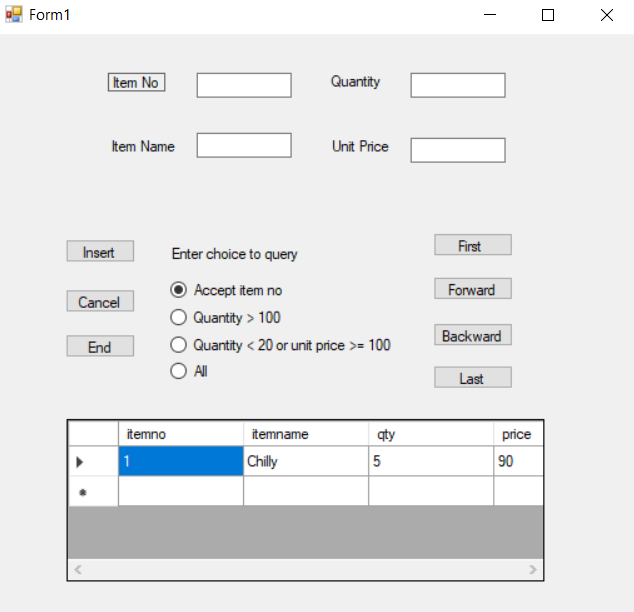 Form1
Item No Quantity
Item Name Unit Price
Insert Enter choice to query First
Accept item no Forward
Cancel
Quantity > 100
Backward
End Quantity < 20 or unit price >= 100
All Last
itemno itemname qty price
1 Chilly 5 90